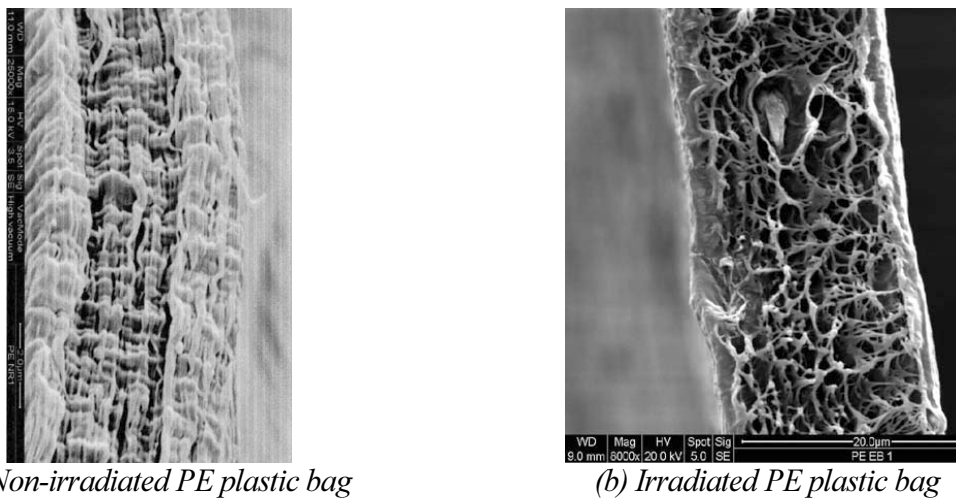 WD Mag HV Spot Sig VacMode 2.0µm
11.0 mm 25000x 15.0 kV 3.5 SE High vacuum PE NR1
WD Mag HV Spot Sig 20.0µm
9.0 mm 8000x 20.0 kV 5.0 SE PE EB 1
Non-irradiated PE plastic bag
(b) Irradiated PE plastic bag